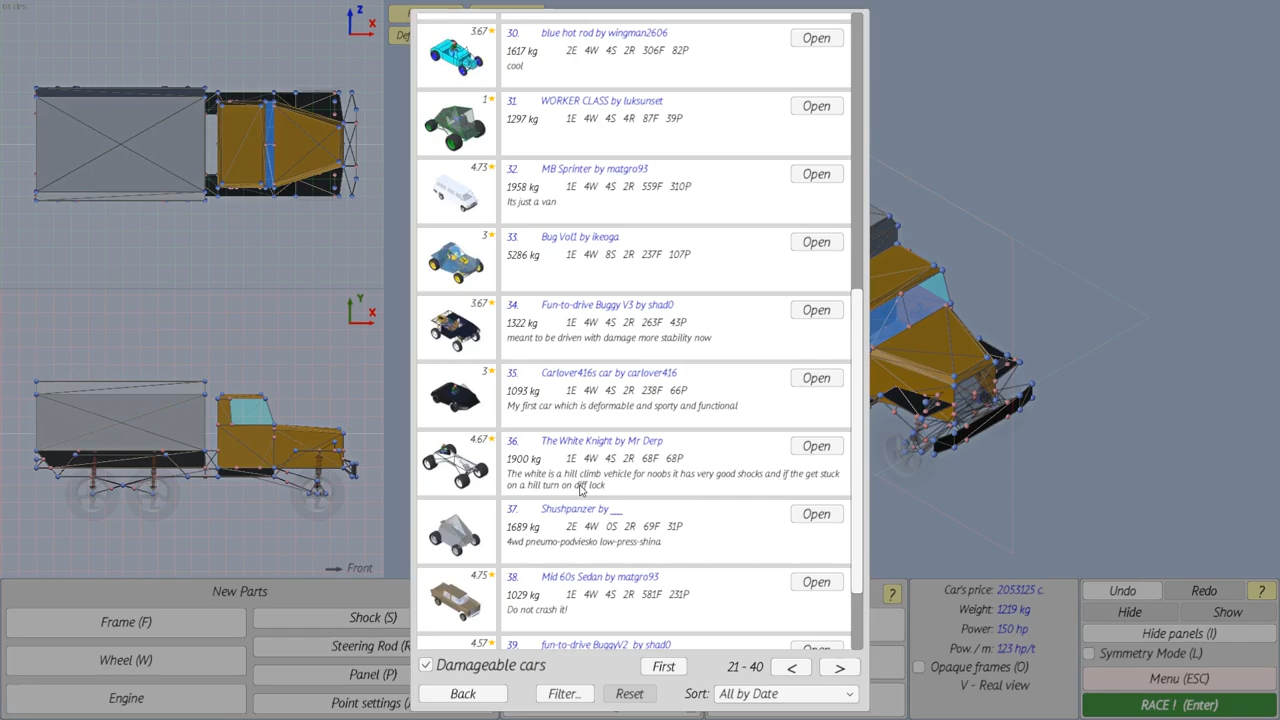 Z
X
Y
X
Front
3.67
30. blue hot rod by wingman2606
1617 kg 2E 4W 4S 2R 306F 82P
cool
Open
1
31. WORKER CLASS by luksunset
1297 kg 1E 4W 4S 4R 87F 39P
Open
4.73
32. MB Sprinter by matgro93
1958 kg 1E 4W 4S 2R 559F 310P
Its just a van
Open
3
33. Bug Vol1 by ikeoga
5286 kg 1E 4W 8S 2R 237F 107P
Open
3.67
34. Fun-to-drive Buggy V3 by shad0
1322 kg 1E 4W 4S 2R 263F 43P
meant to be driven with damage more stability now
Open
3
35. Carlover416s car by carlover416
1093 kg 1E 4W 4S 2R 238F 66P
My first car which is deformable and sporty and functional
Open
4.67
36. The White Knight by Mr Derp
1900 kg 1E 4W 4S 2R 68F 68P
The white is a hill climb vehicle for noobs it has very good shocks and if the get stuck
on a hill turn on diff lock
Open
37. Shushpanzer by __
1689 kg 2E 4W 0S 2R 69F 31P
4wd pneumo-podviesko low-press-shina
Open
4.75
38. Mid 60s Sedan by matgro93
1029 kg 1E 4W 4S 2R 581F 231P
Do not crash it!
Open
4.57
39. fun-to-drive BuggyV2 by shad0
Open
Damageable cars
First
21 - 40
<
>
Back
Filter...
Reset
Sort:
All by Date
New Parts
Frame (F)
Shock (S)
Wheel (W)
Steering Rod (R
Panel (P)
Engine
Point settings (
?
Car's price: 2053125 c.
Weight: 1219 kg
Power: 150 hp
Pow. / m: 123 hp/t
Opaque frames (O)
V - Real view
Undo
Redo
?
Hide
Show
Hide panels (I)
Symmetry Mode (L)
Menu (ESC)
RACE ! (Enter)